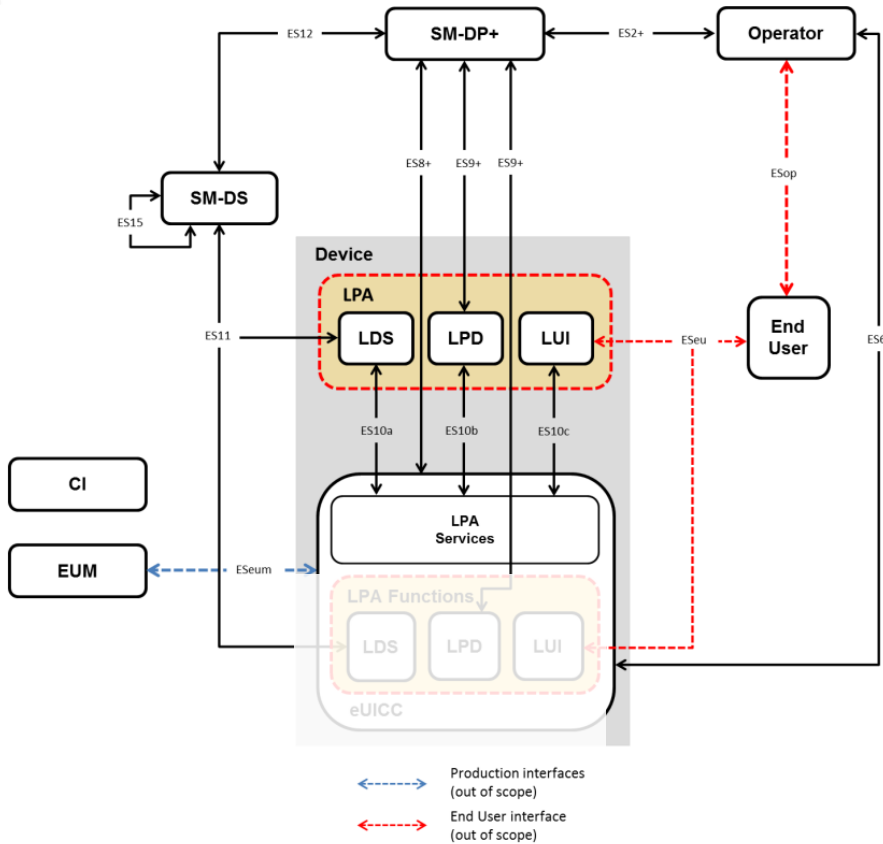 ES12
SM-DP+
ES2+
Operator
ES8+
ES9+
ES9+
ESop
SM-DS
ES15
Device
LPA
ES11
LDS
LPD
LUI
ESeu
End
User
ES6
ES10a
ES10b
ES10c
CI
LPA
Services
EUM
ESeum
LPA Functions
LDS
LPD
LUI
eUICC
Production interfaces
(out of scope)
End User interface
(out of scope)